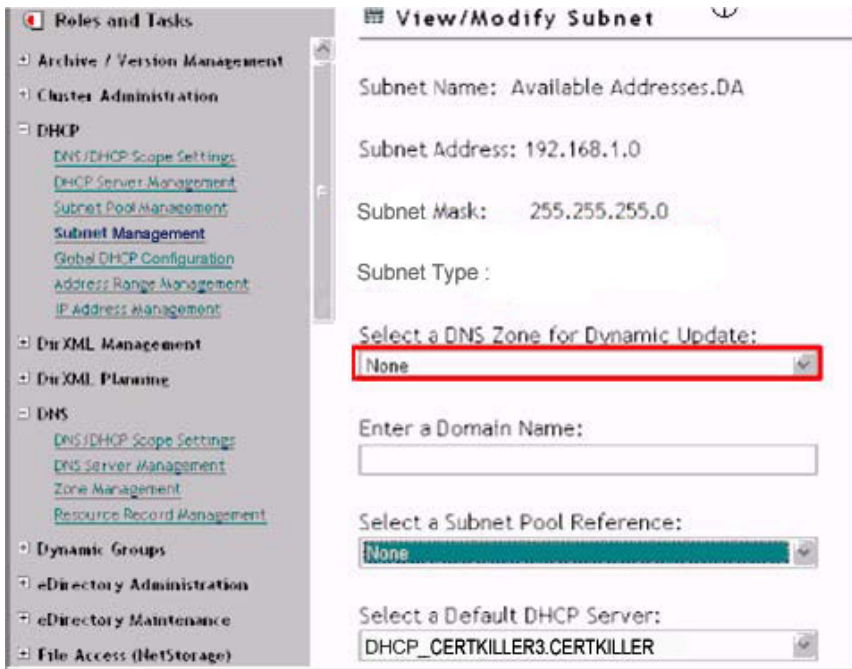 Roles and Tasks
Archive / Version Management
Cluster Administration
DHCP
DNS/DHCP Scope Settings
DHCP Server Management
Subnet Pool Management
Subnet Management
Global DHCP Configuration
Address Range Management
IP Address Management
DirXML Management
DirXML Planning
DNS
DNS/DHCP Scope Settings
DNS Server Management
Zone Management
Resource Record Management
Dynamic Groups
eDirectory Administration
eDirectory Maintenance
File Access (NetStorage)
View/Modify Subnet
Subnet Name: Available Addresses.DA
Subnet Address: 192.168.1.0
Subnet Mask: 255.255.255.0
Subnet Type :
Select a DNS Zone for Dynamic Update:
None
Enter a Domain Name:
Select a Subnet Pool Reference:
None
Select a Default DHCP Server:
DHCP_CERTKILLER3.CERTKILLER